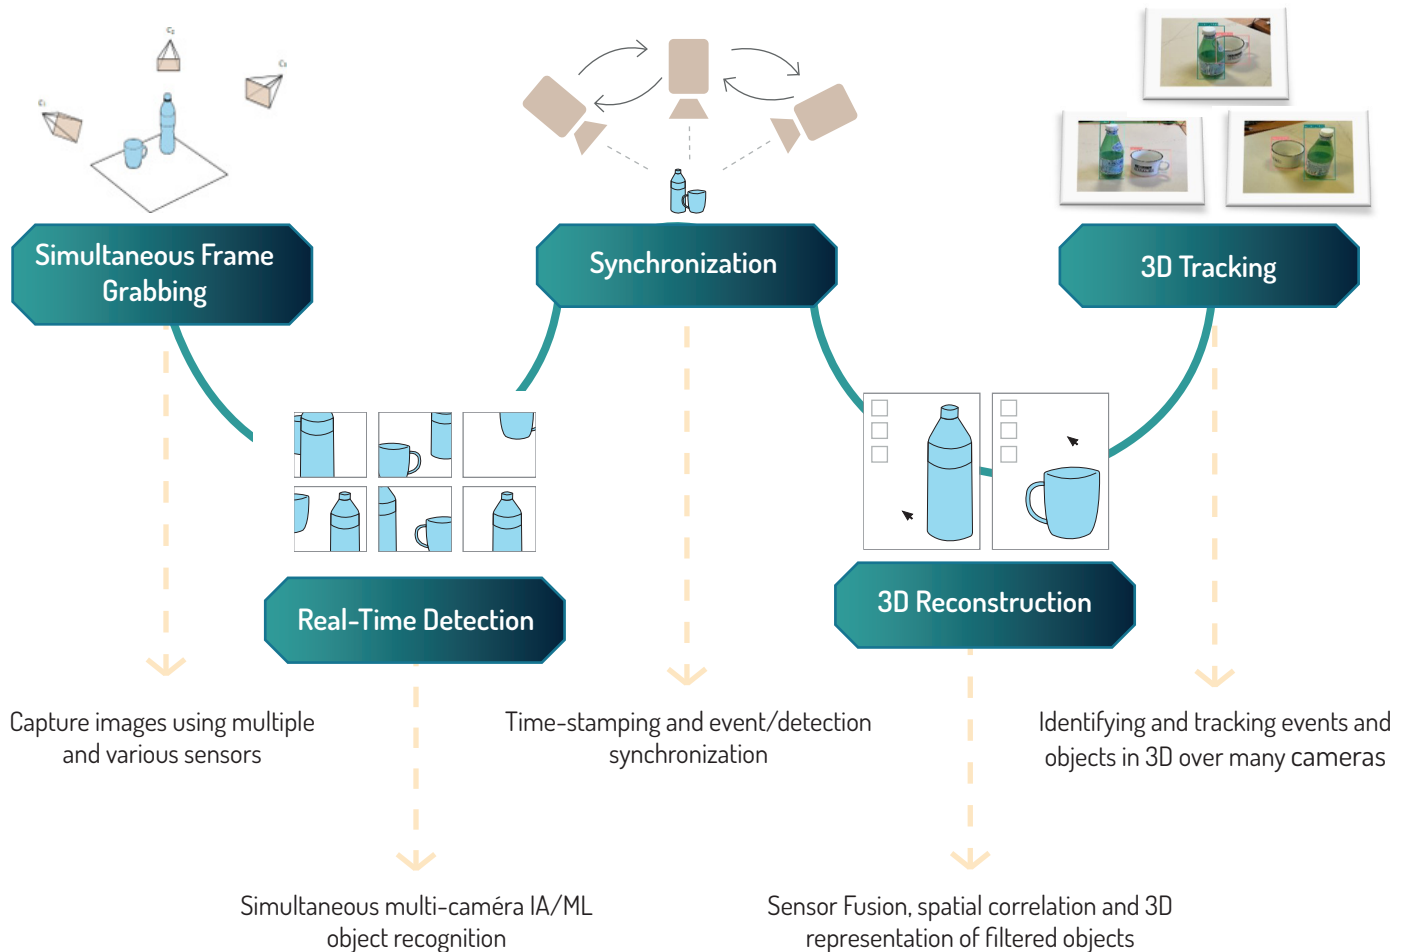 Simultaneous Frame
Grabbing
Synchronization
3D Tracking
Real-Time Detection
3D Reconstruction
Capture images using multiple
and various sensors
Time-stamping and event/detection
synchronization
Identifying and tracking events and
objects in 3D over many cameras
Simultaneous multi-caméra IA/ML
object recognition
Sensor Fusion, spatial correlation and 3D
representation of filtered objects